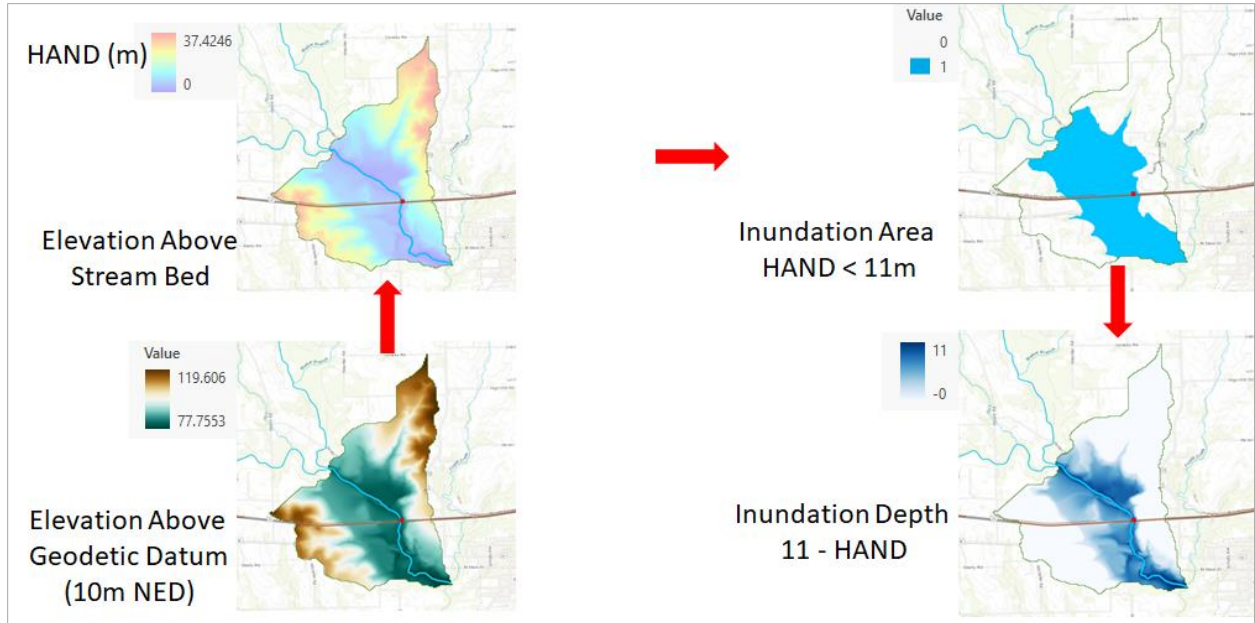 HAND (m)
37.4246
0
Elevation Above
Stream Bed
Value
0
1
Inundation Area
HAND < 11m
Value
119.606
77.7553
Elevation Above
Geodetic Datum
(10m NED)
11
-0
Inundation Depth
11 - HAND